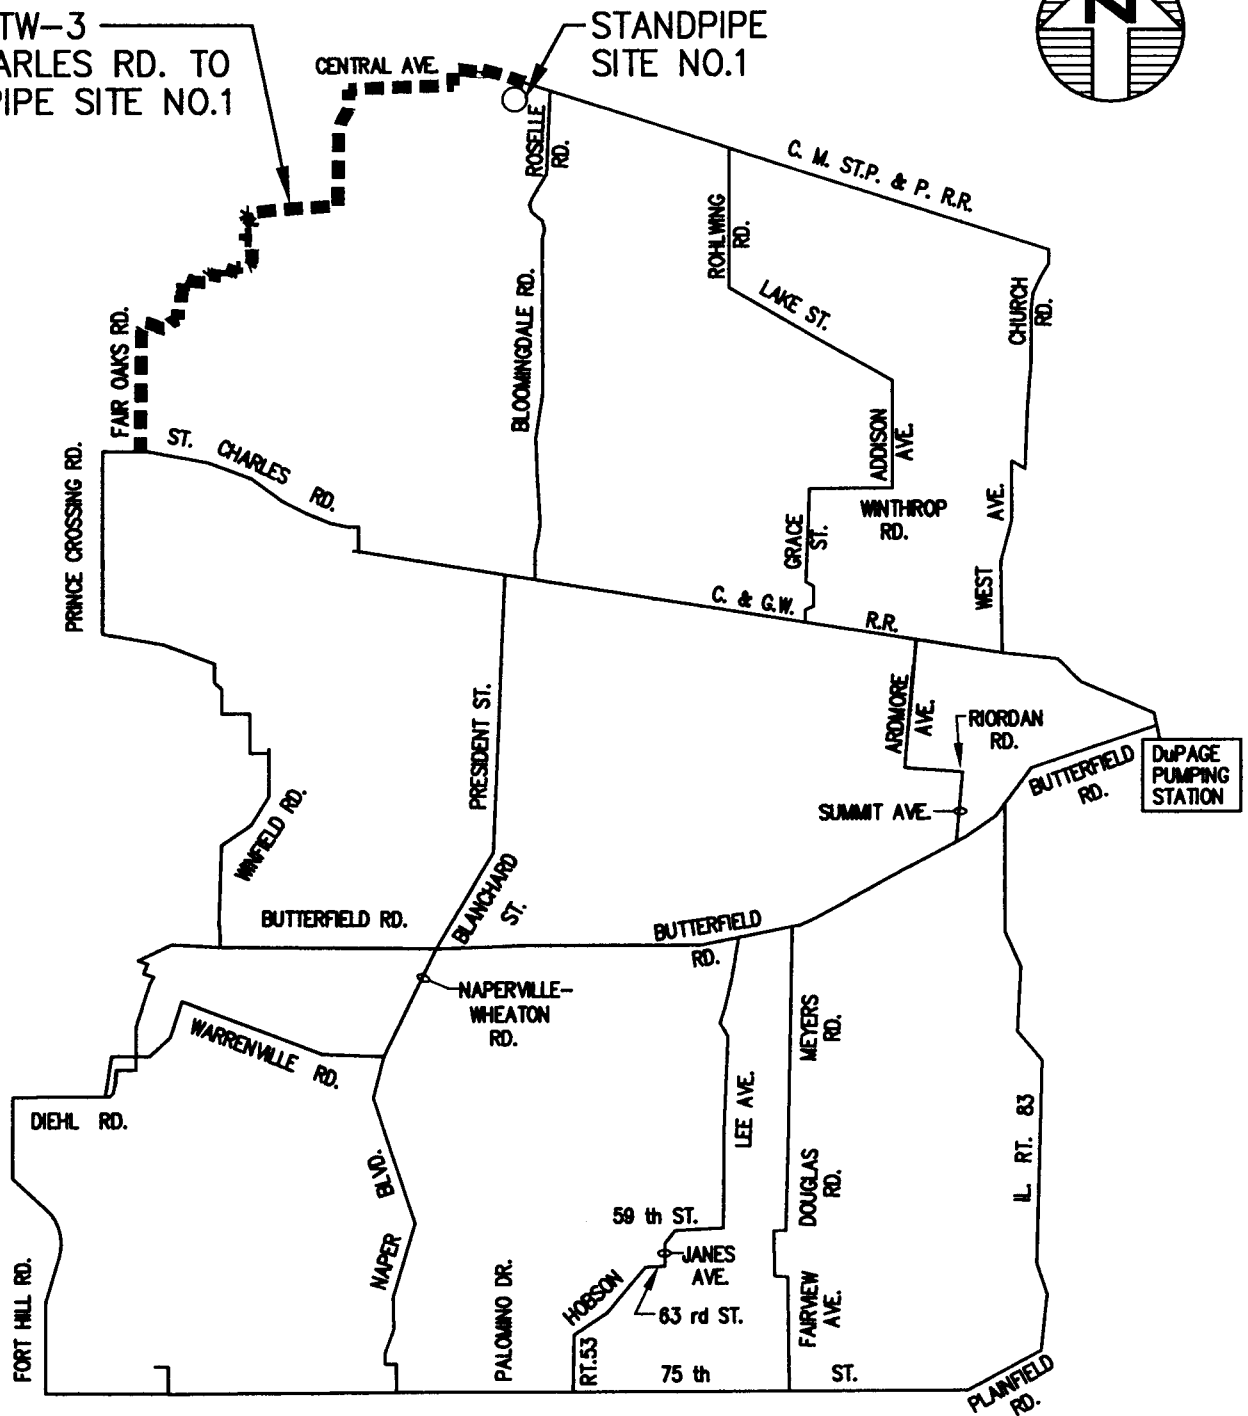 TW-3
ARLES RD. TO
PIPE SITE NO.1
STANDPIPE
SITE NO.1
N
CENTRAL AVE.
ROSELLE
RD.
C. M. ST.P. & P. R.R.
ROHLWING
RD.
LAKE ST.
CHURCH
RD.
BLOOMINGDALE RD.
FAIR OAKS RD.
ST. CHARLES RD.
ADDISON
AVE.
WINTHROP
RD.
GRACE
ST.
WEST AVE.
PRINCE CROSSING RD.
C. & G.W. R.R.
PRESIDENT ST.
ARDMORE
AVE.
RIORDAN
RD.
BUTTERFIELD
RD.
DuPAGE
PUMPING
STATION
SUMMIT AVE.
WINFIELD RD.
BLANCHARD
ST.
BUTTERFIELD RD.
BUTTERFIELD
RD.
NAPERVILLE-
WHEATON
RD.
WARRENVILLE RD.
MEYERS
RD.
LEE AVE.
DIEHL RD.
IL. RT. 83
DOUGLAS
RD.
NAPER BLVD.
59 th ST.
JANES
AVE.
HOBSON
63 rd ST.
FORT HILL RD.
PALOMINO DR.
FAIRVIEW
AVE.
RT.53
75 th ST.
PLAINFIELD
RD.